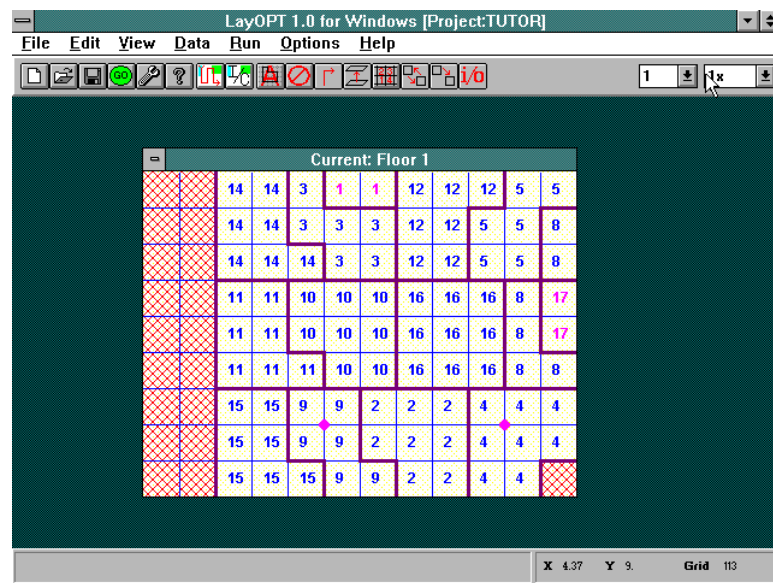 LayOPT 1.0 for Windows [Project:TUTOR]
File Edit View Data Run Options Help
GO ? i/o 1 1x
Current: Floor 1
14 14 3 1 1 12 12 12 5 5
14 14 3 3 3 12 12 5 5 8
14 14 14 3 3 12 12 5 5 8
11 11 10 10 10 16 16 16 8 17
11 11 10 10 10 16 16 16 8 17
11 11 11 10 10 16 16 16 8 8
15 15 9 9 2 2 2 4 4 4
15 15 9 9 2 2 2 4 4 4
15 15 15 9 9 2 2 4 4
X 4.37 Y 9. Grid 113